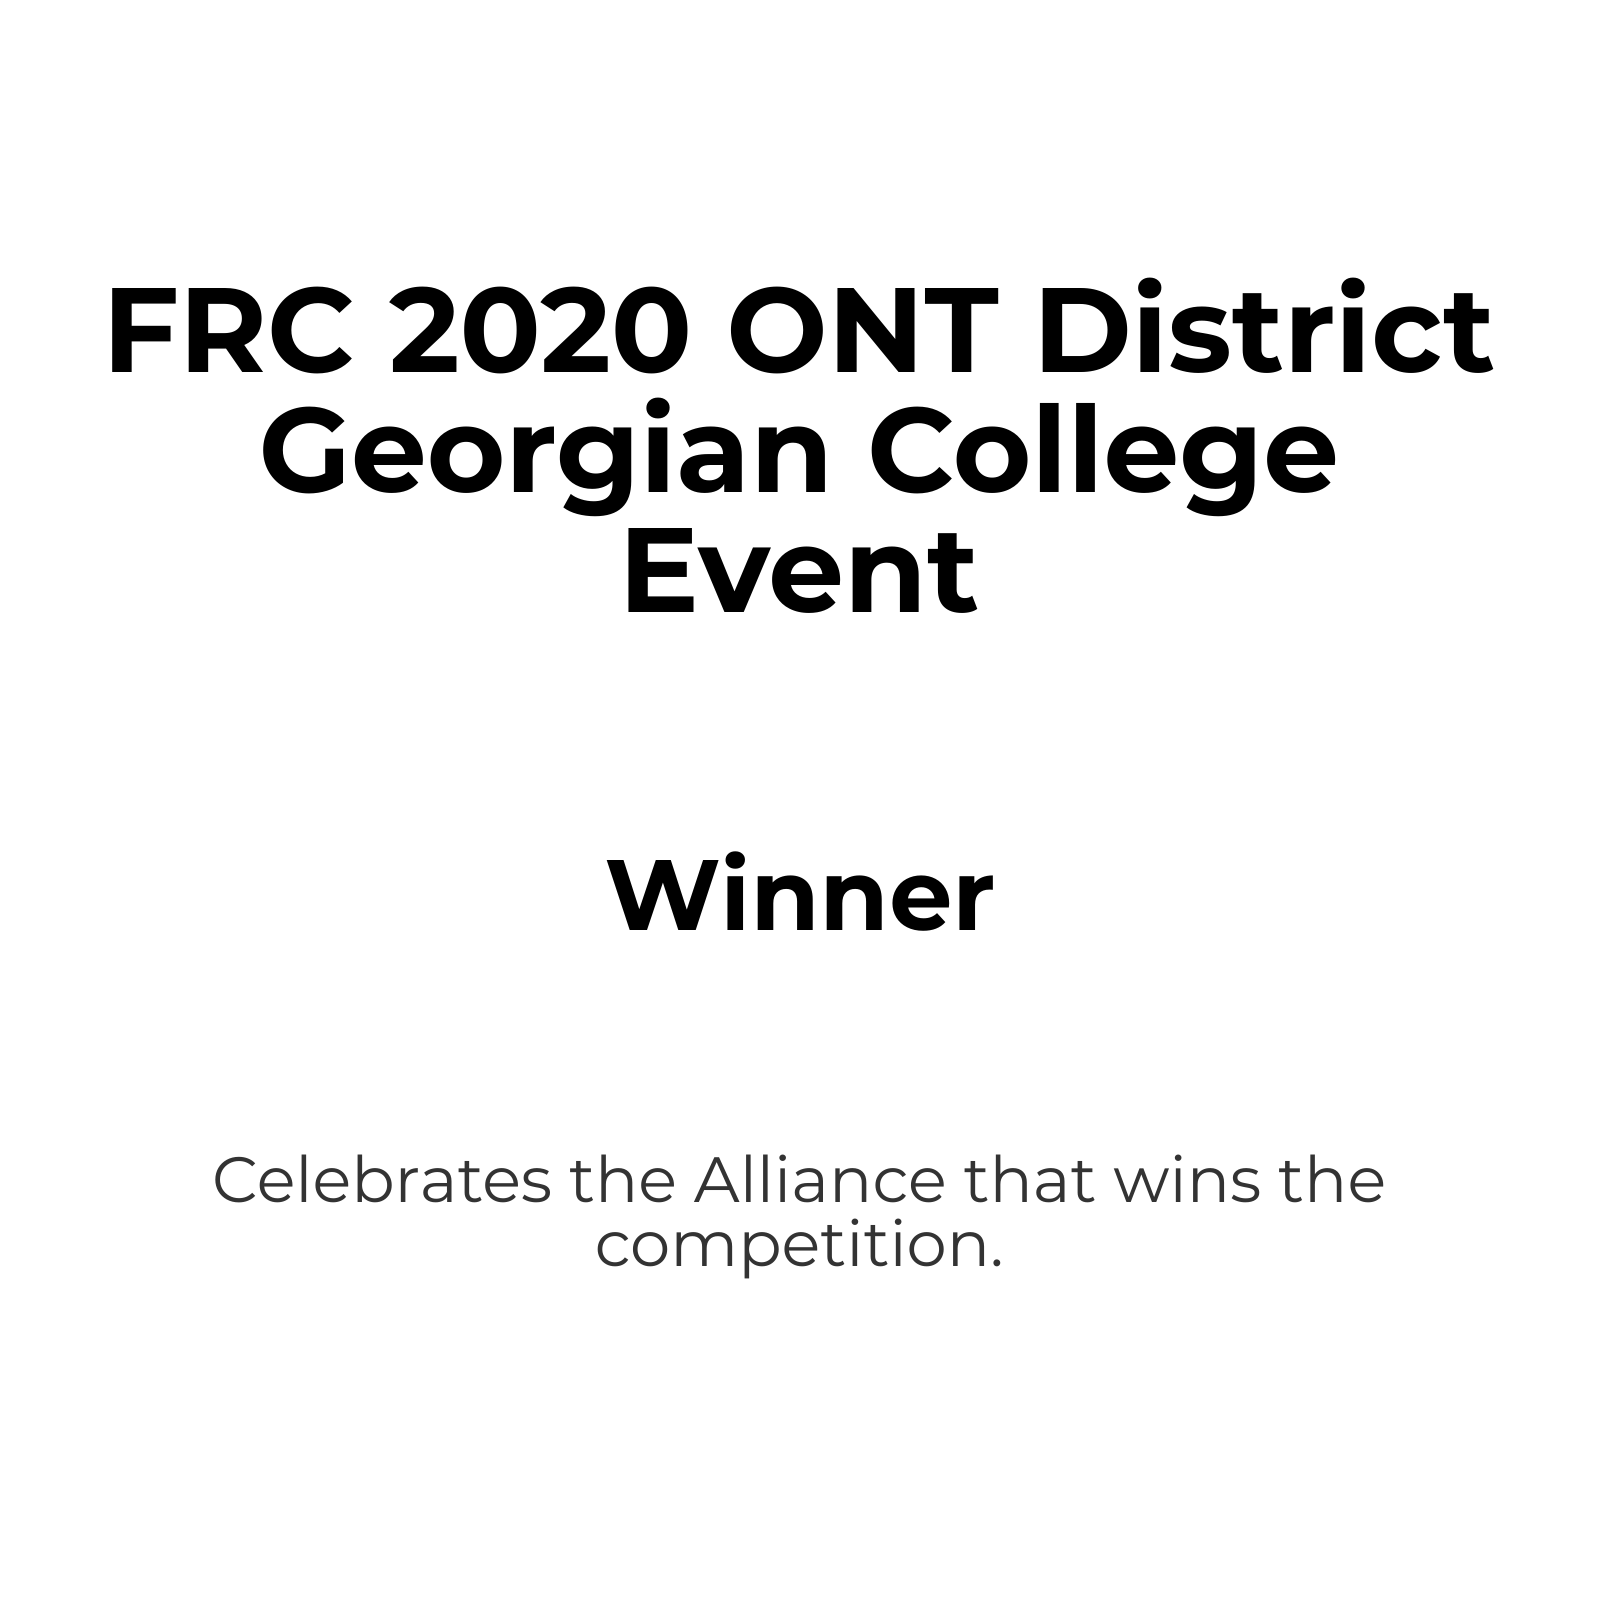 FRC 2020 ONT District
Georgian College
Event
Winner
Celebrates the Alliance that wins the
competition.